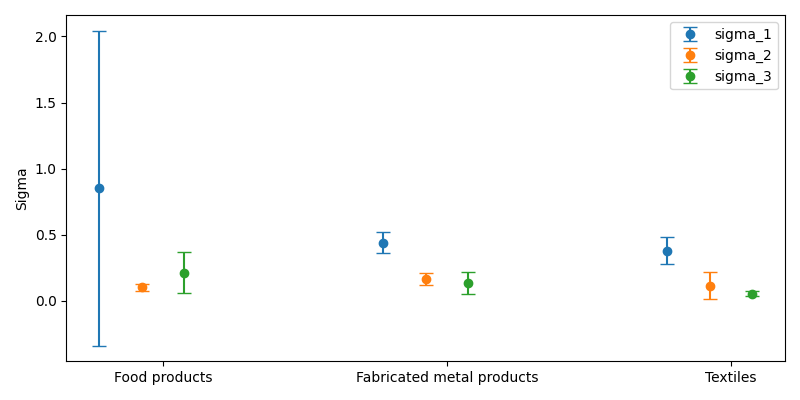 sigma_1
sigma_2
sigma_3
2.0
1.5
1.0
0.5
0.0
Sigma
Food products
Fabricated metal products
Textiles